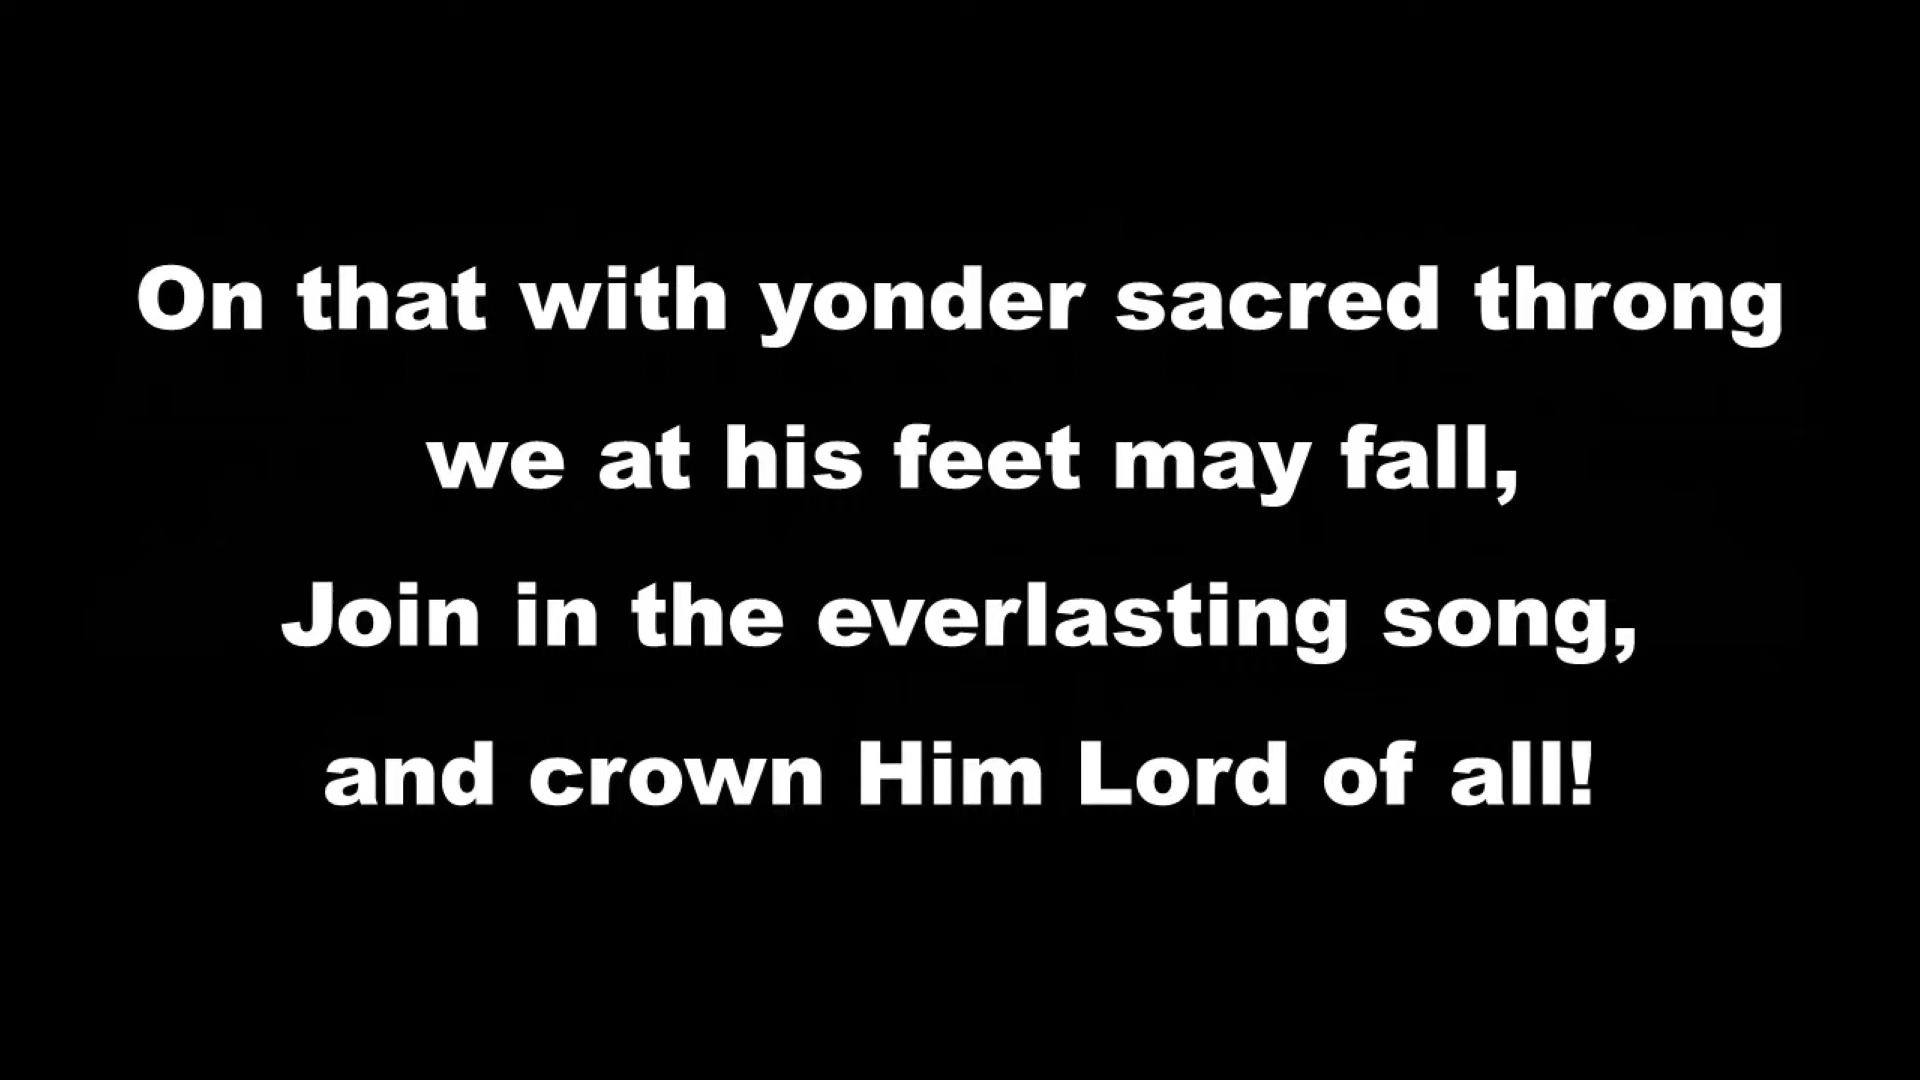 On that with yonder sacred throng
we at his feet may fall,
Join in the everlasting song,
and crown Him Lord of all!